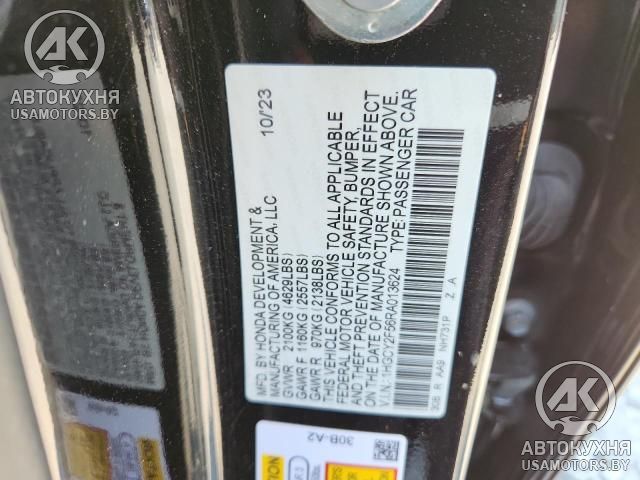 АК
АВТОКУХНЯ
USAMOTORS.BY
MFD. BY HONDA DEVELOPMENT & 10/23
MANUFACTURING OF AMERICA, LLC
GVWR 2100KG (4629LBS)
GAWR F 1160KG (2557LBS)
GAWR R 970KG (2138LBS)
THIS VEHICLE CONFORMS TO ALL APPLICABLE
FEDERAL MOTOR VEHICLE SAFETY, BUMPER,
AND THEFT PREVENTION STANDARDS IN EFFECT
ON THE DATE OF MANUFACTURE SHOWN ABOVE.
V.I.N.: 1HGCY2F56RA013624 TYPE: PASSENGER CAR
30B R AA9 NH731P Z A
30B-A2
АК
АВТОКУХНЯ
USAMOTORS.BY